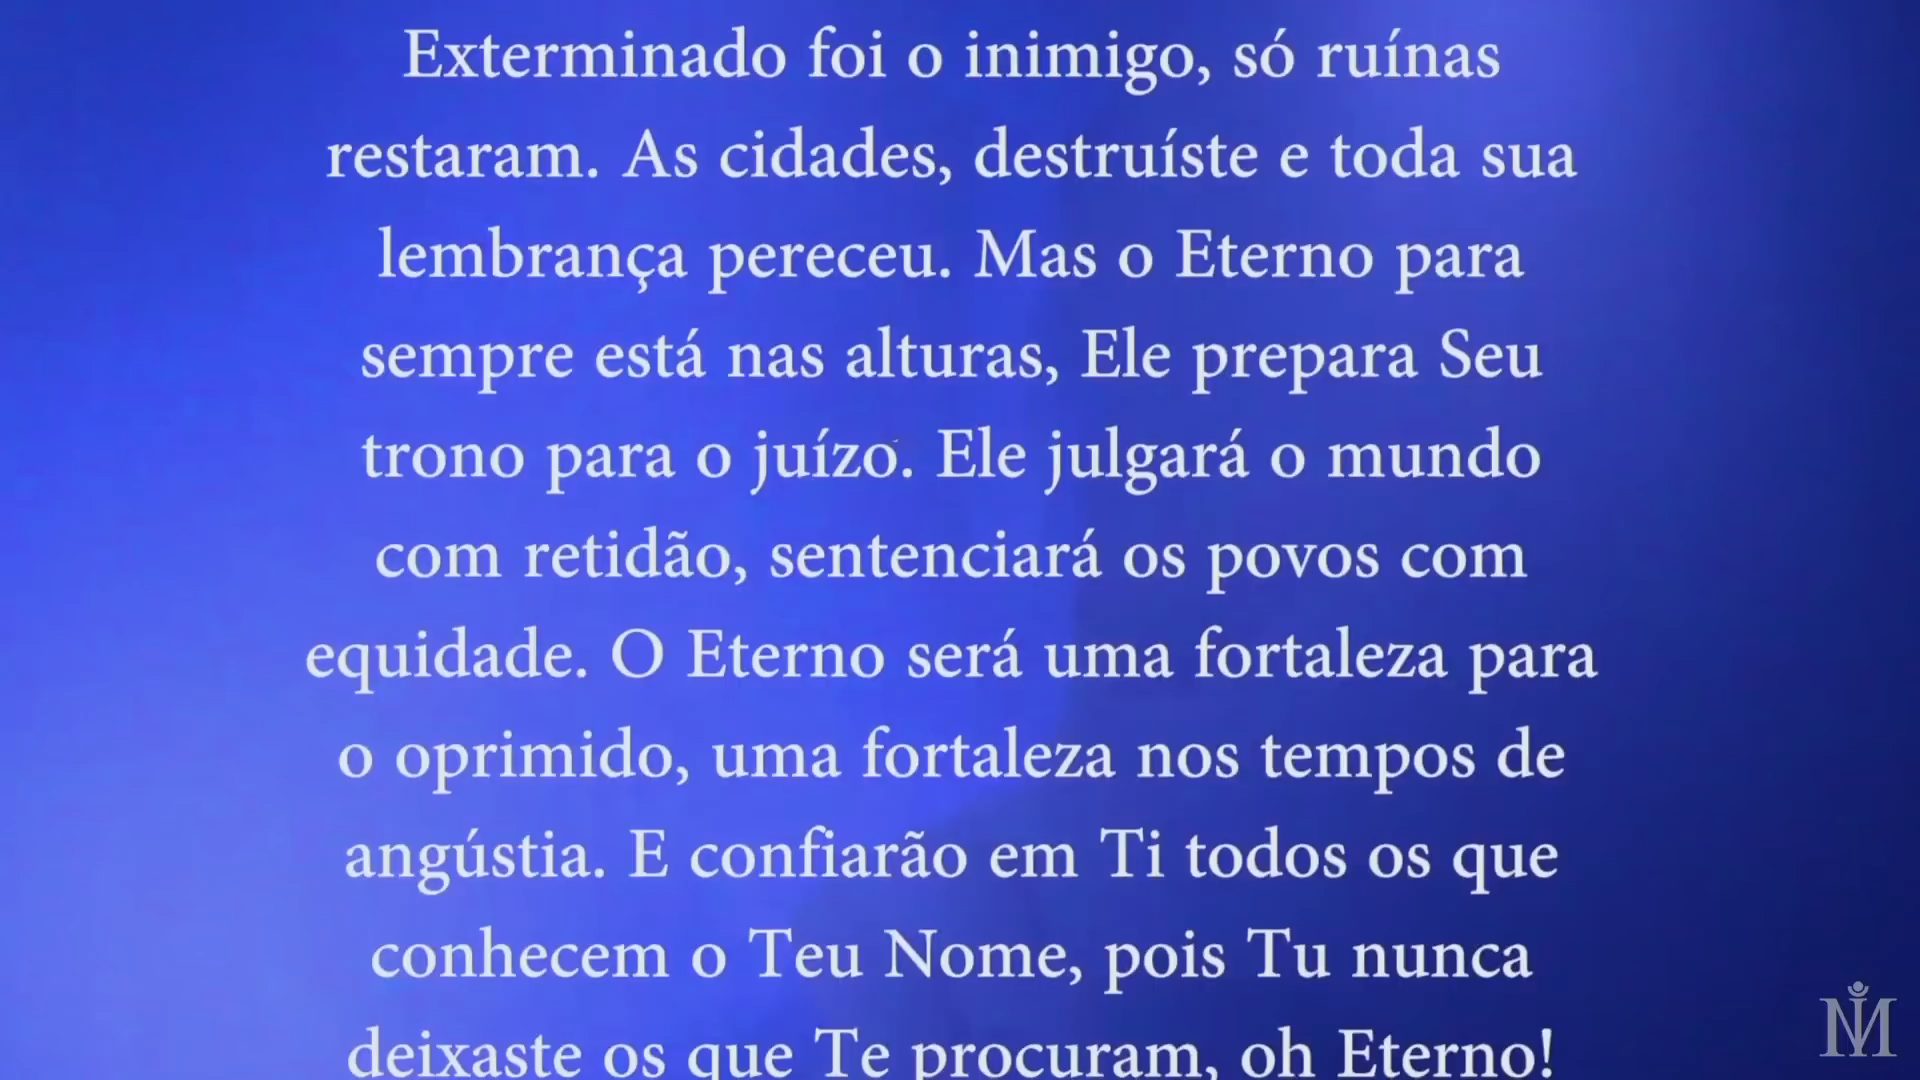 Exterminado foi o inimigo, só ruínas
restaram. As cidades, destruíste e toda sua
lembrança pereceu. Mas o Eterno para
sempre está nas alturas, Ele prepara Seu
trono para o juízo. Ele julgará o mundo
com retidão, sentenciará os povos com
equidade. O Eterno será uma fortaleza para
o oprimido, uma fortaleza nos tempos de
angústia. E confiarão em Ti todos os que
conhecem o Teu Nome, pois Tu nunca
deixaste os que Te procuram, oh Eterno!
IM